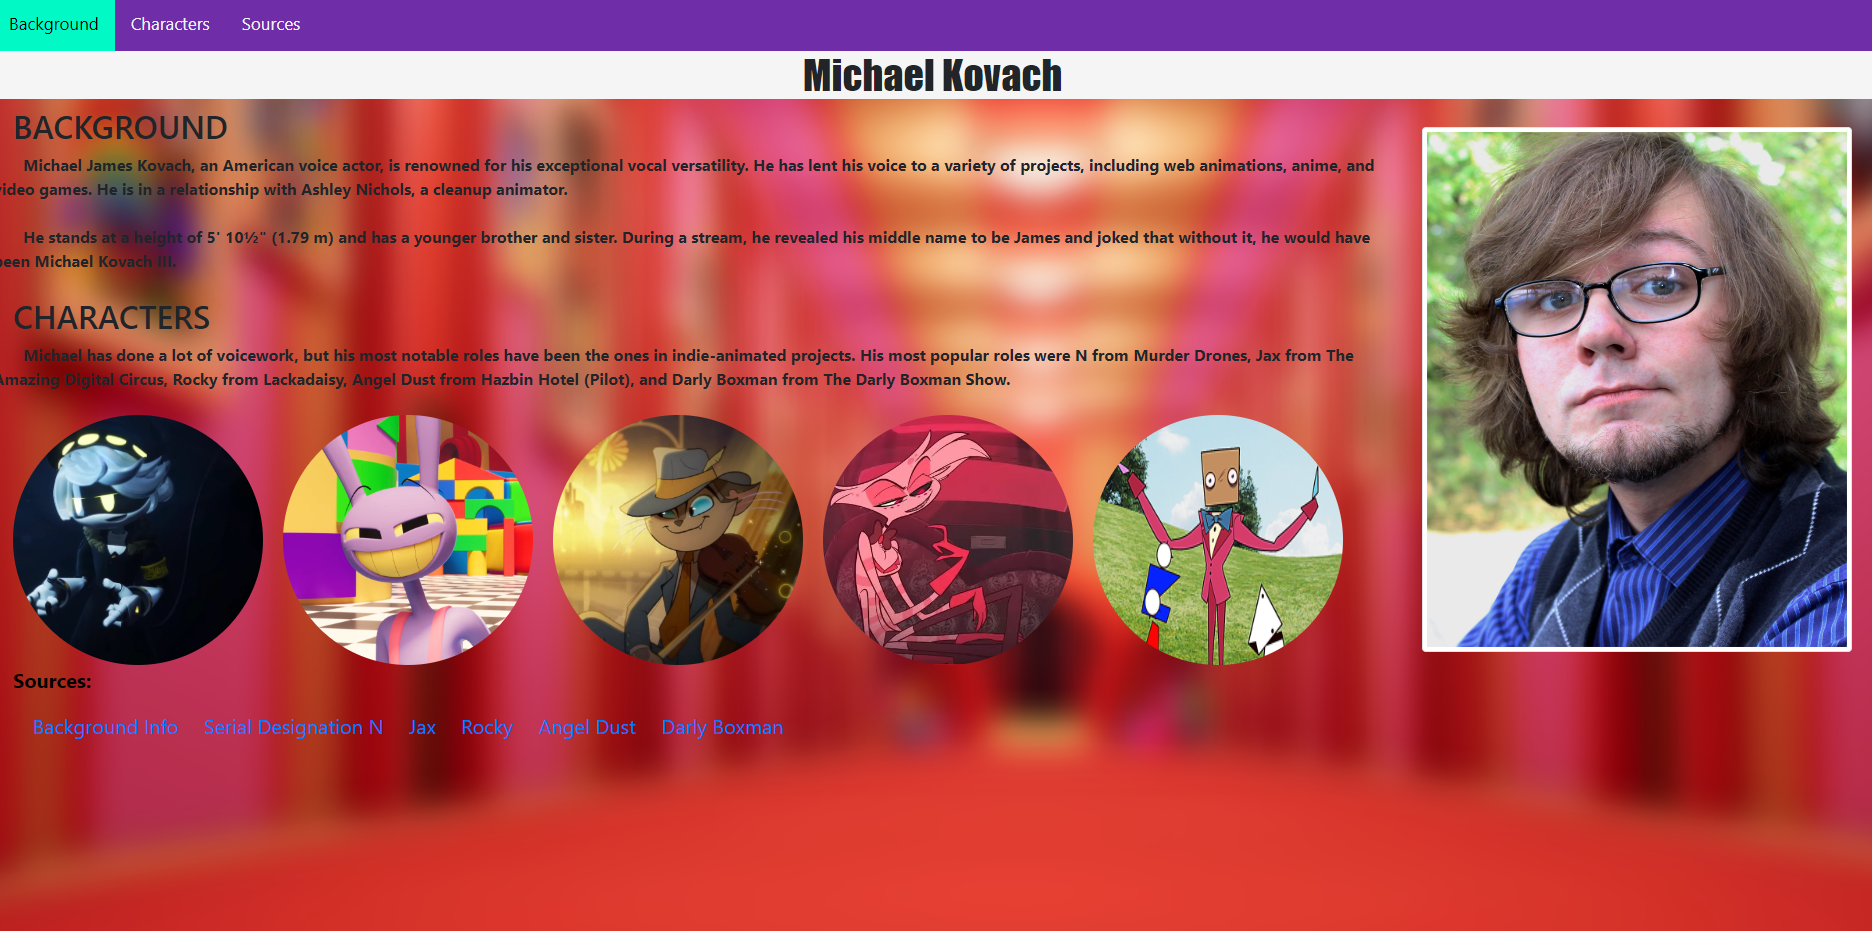 Background Characters Sources
Michael Kovach
BACKGROUND
Michael James Kovach, an American voice actor, is renowned for his exceptional vocal versatility. He has lent his voice to a variety of projects, including web animations, anime, and
video games. He is in a relationship with Ashley Nichols, a cleanup animator.
He stands at a height of 5' 10½" (1.79 m) and has a younger brother and sister. During a stream, he revealed his middle name to be James and joked that without it, he would have
been Michael Kovach III.
CHARACTERS
Michael has done a lot of voicework, but his most notable roles have been the ones in indie-animated projects. His most popular roles were N from Murder Drones, Jax from The
Amazing Digital Circus, Rocky from Lackadaisy, Angel Dust from Hazbin Hotel (Pilot), and Darly Boxman from The Darly Boxman Show.
Sources:
Background Info Serial Designation N Jax Rocky Angel Dust Darly Boxman